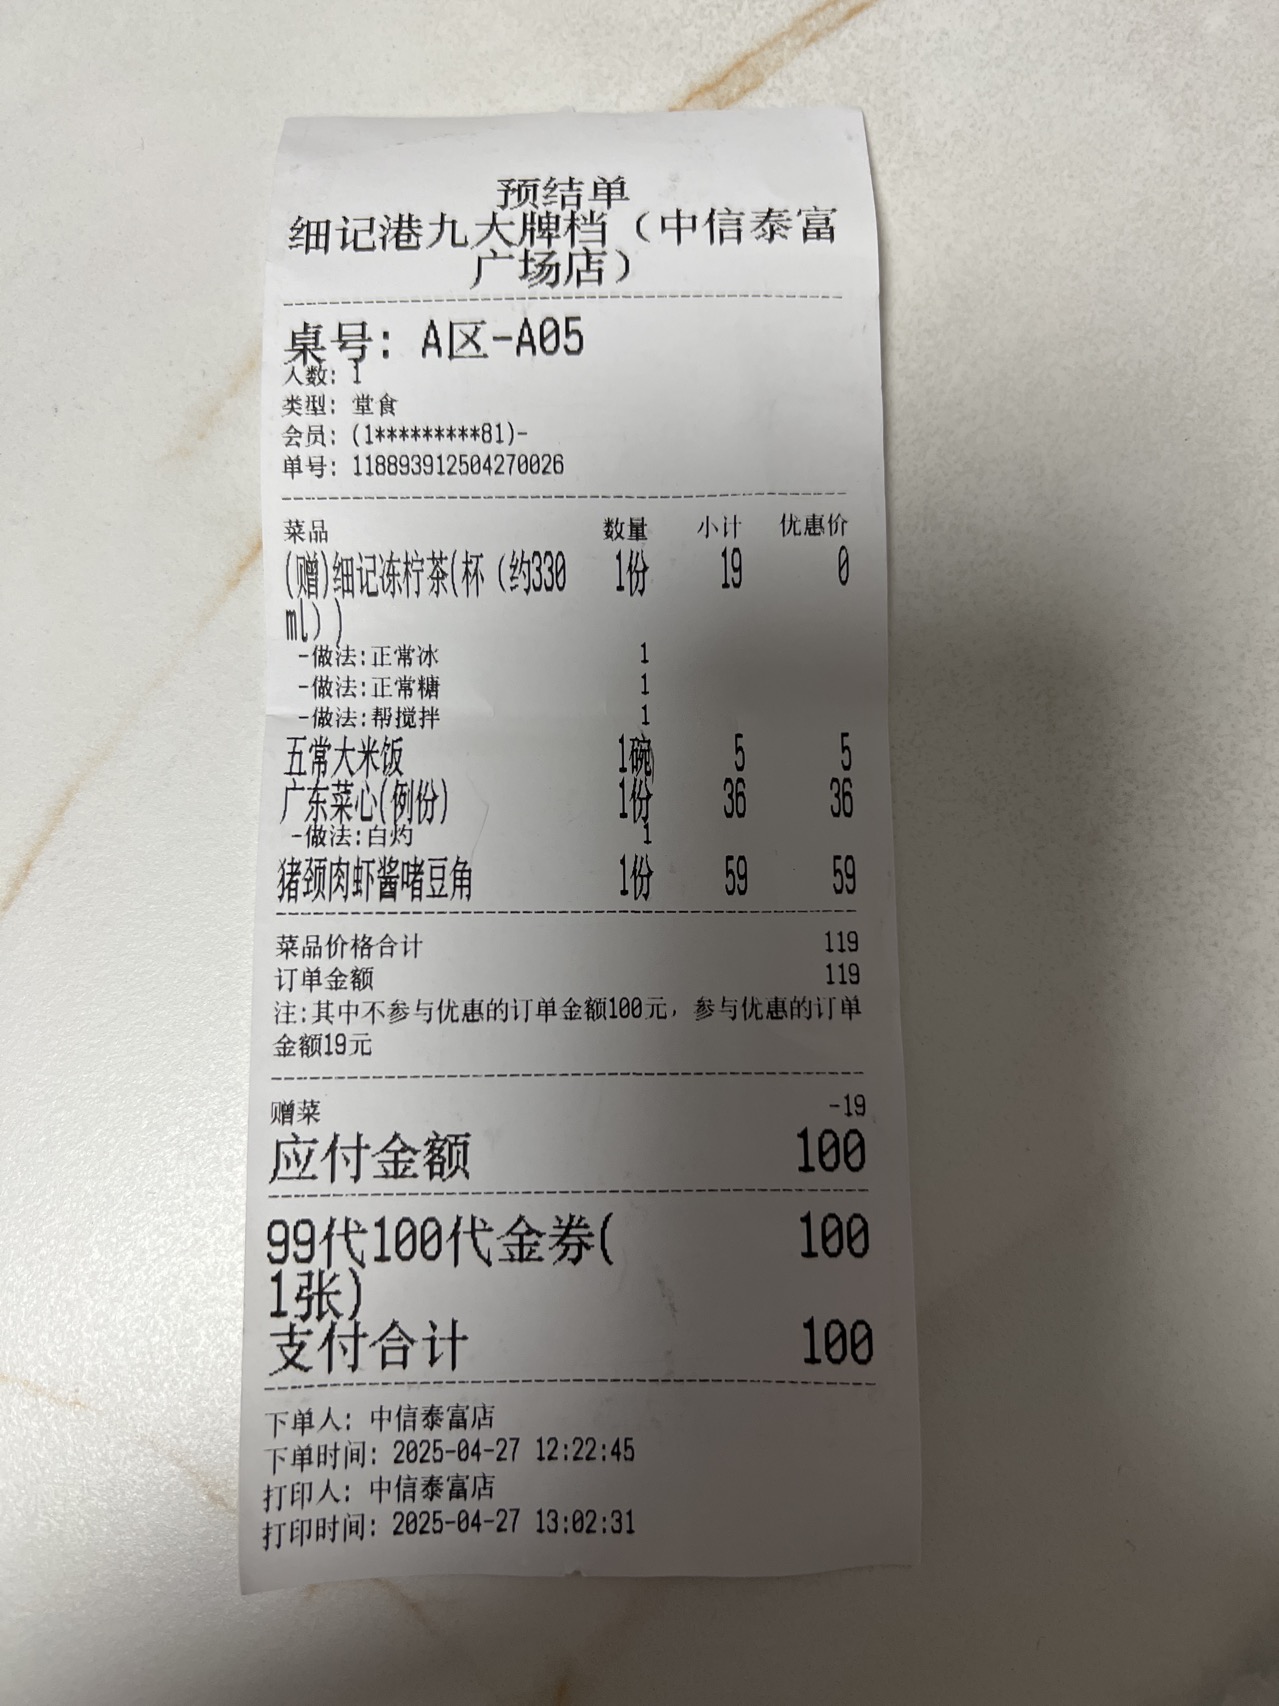 预结单
细记港九大牌档（中信泰富
广场店）
桌号: A区-A05
人数: 1
类型: 堂食
会员: (1*********81)-
单号: 118893912504270026
菜品 数量 小计 优惠价
(赠)细记冻柠茶(杯（约330 1份 19 0
ml）)
-做法:正常冰 1
-做法:正常糖 1
-做法:帮搅拌 1
五常大米饭 1碗 5 5
广东菜心(例份) 1份 36 36
-做法:白灼 1
猪颈肉虾酱啫豆角 1份 59 59
菜品价格合计 119
订单金额 119
注:其中不参与优惠的订单金额100元，参与优惠的订单
金额19元
赠菜 -19
应付金额 100
99代100代金券( 100
1张)
支付合计 100
下单人: 中信泰富店
下单时间: 2025-04-27 12:22:45
打印人: 中信泰富店
打印时间: 2025-04-27 13:02:31